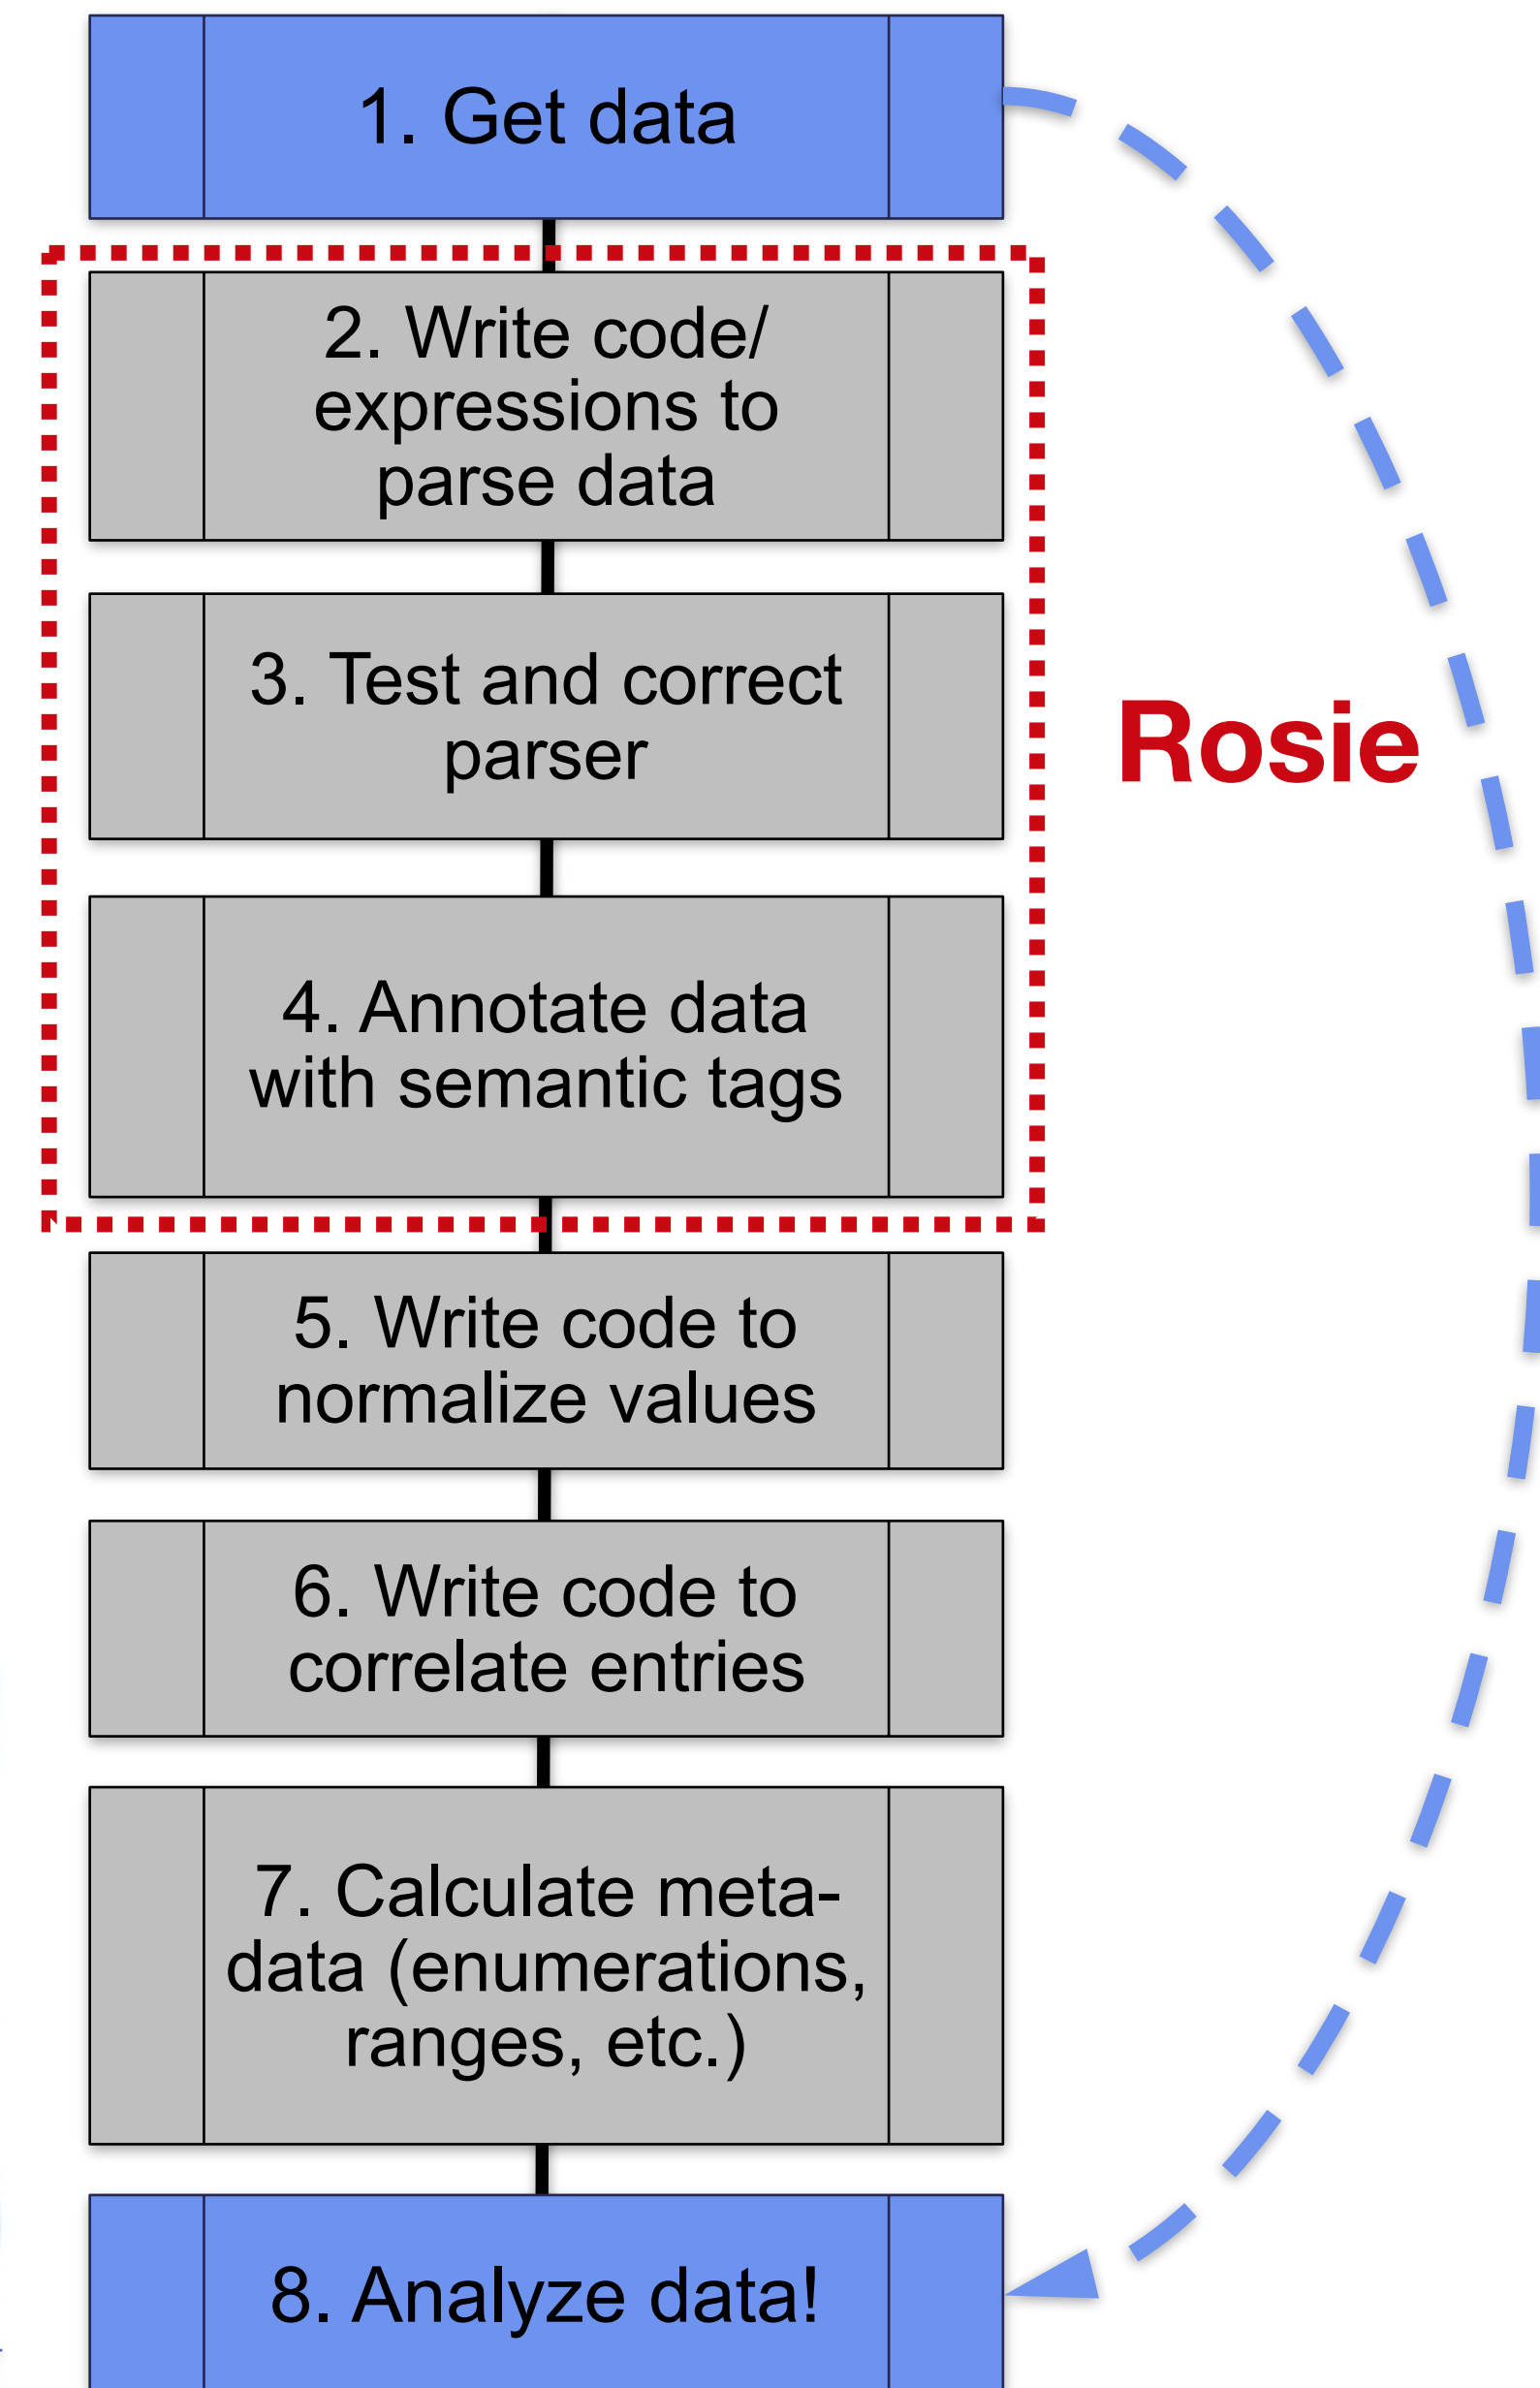 1. Get data
2. Write code/
expressions to
parse data
3. Test and correct
parser
Rosie
4. Annotate data
with semantic tags
5. Write code to
normalize values
6. Write code to
correlate entries
7. Calculate meta-
data (enumerations,
ranges, etc.)
8. Analyze data!